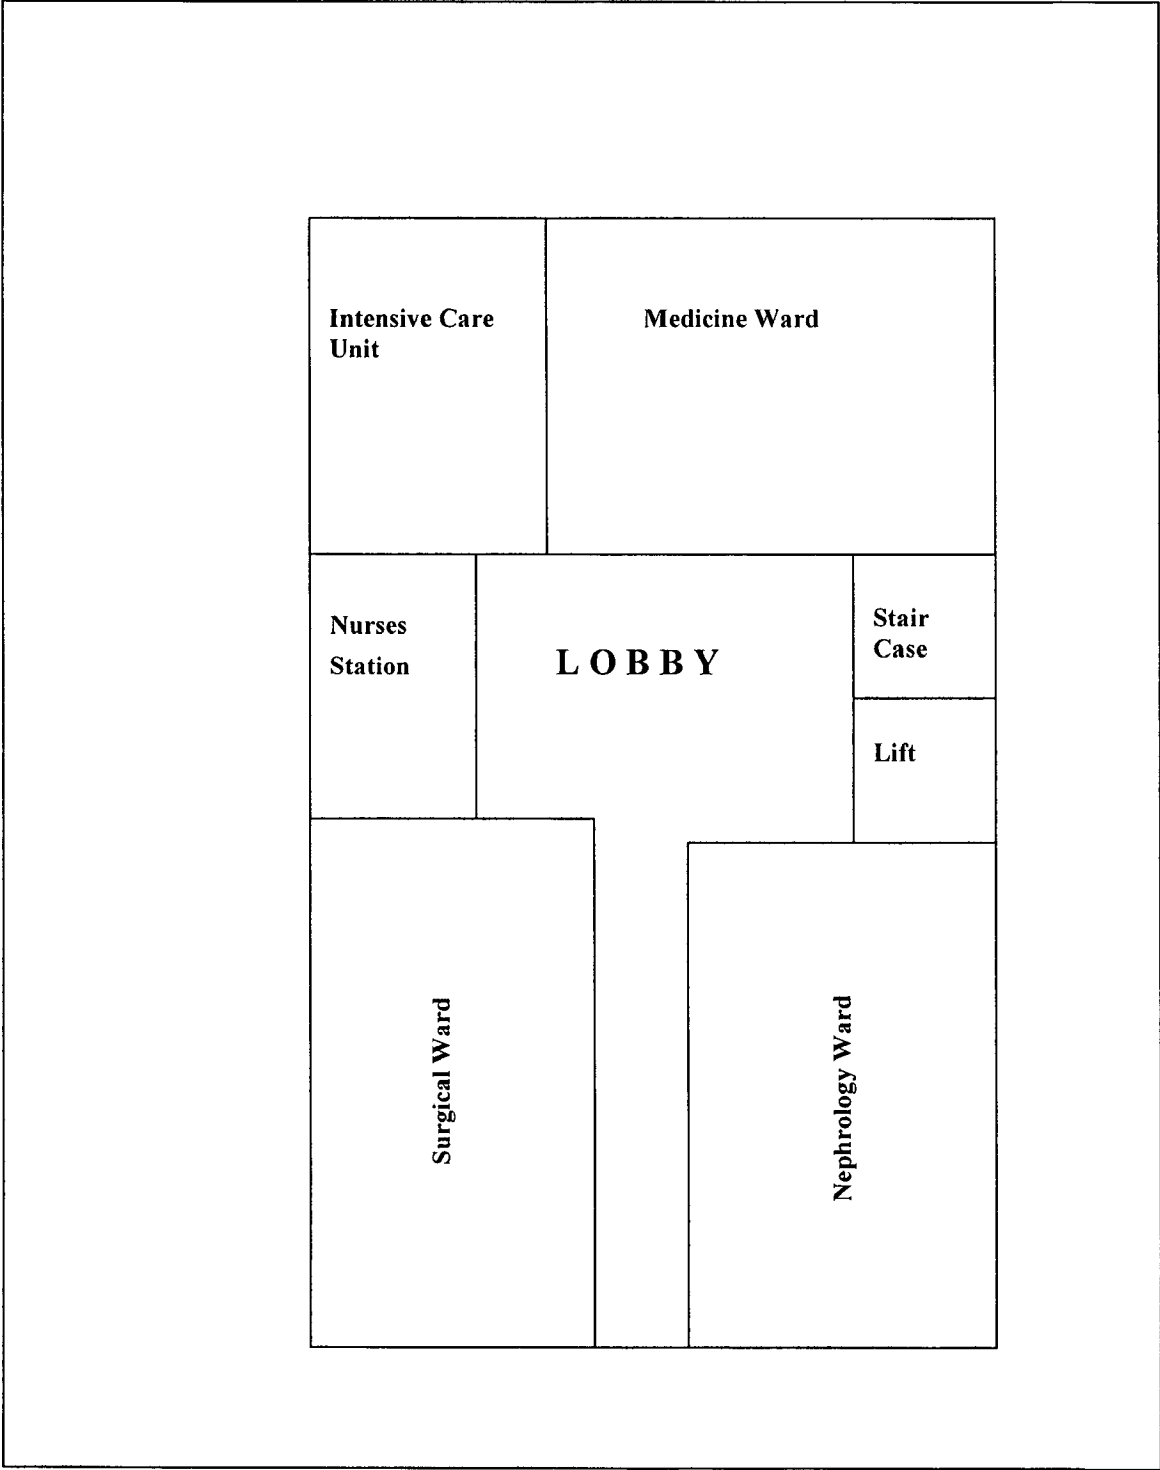 Intensive Care
Unit
Medicine Ward
Nurses
Station
LOBBY
Stair
Case
Lift
Surgical Ward
Nephrology Ward